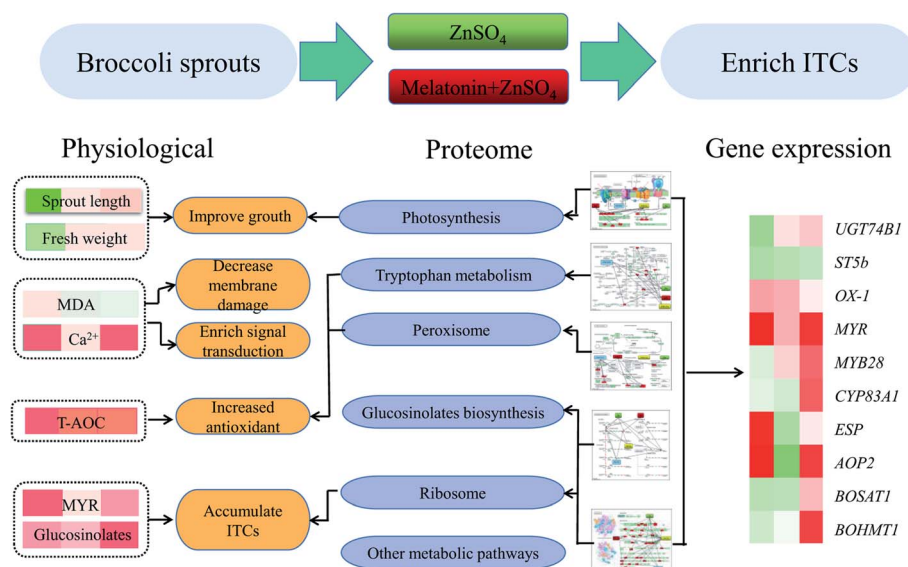 Broccoli sprouts
ZnSO₄
Melatonin+ZnSO₄
Enrich ITCs
Physiological
Proteome
Gene expression
Sprout length
Fresh weight
MDA
Ca²⁺
T-AOC
MYR
Glucosinolates
Improve grouth
Decrease
membrane
damage
Enrich signal
transduction
Increased
antioxidant
Accumulate
ITCs
Photosynthesis
Tryptophan metabolism
Peroxisome
Glucosinolates biosynthesis
Ribosome
Other metabolic pathways
UGT74B1
ST5b
OX-1
MYR
MYB28
CYP83A1
ESP
AOP2
BOSAT1
BOHMT1